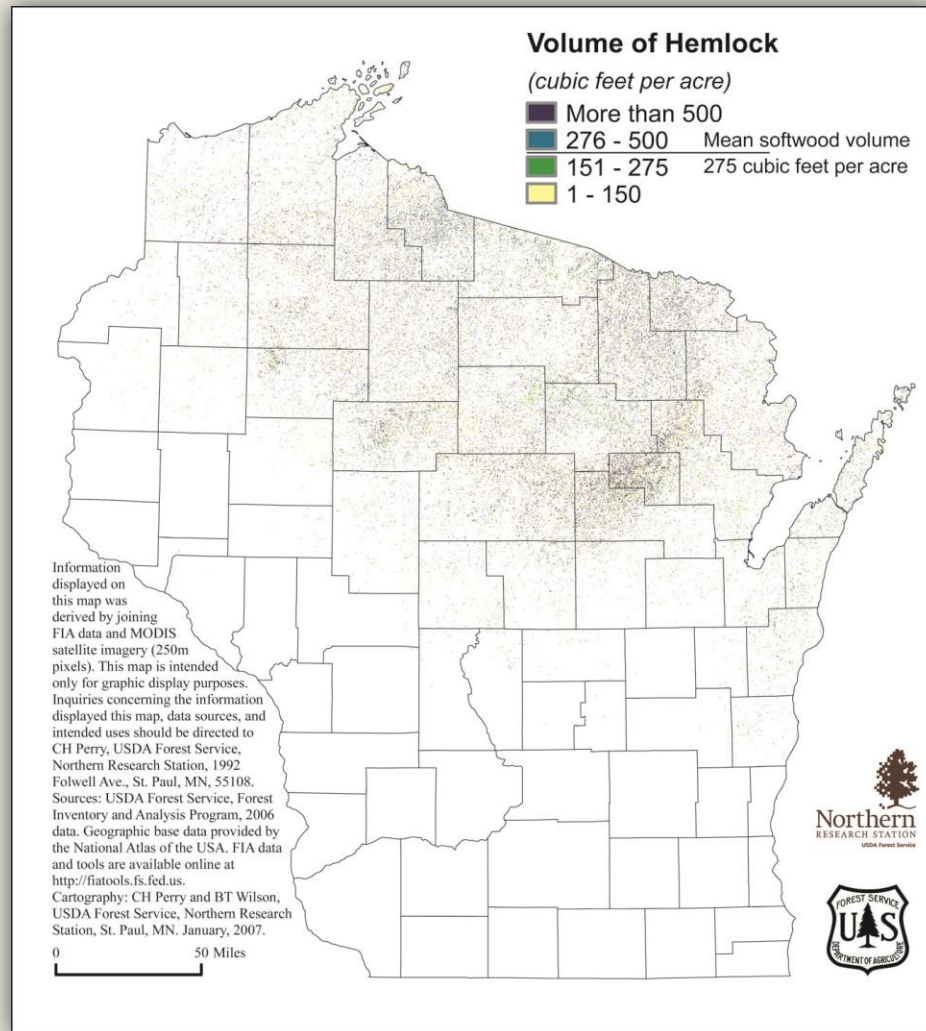 Volume of Hemlock
(cubic feet per acre)
More than 500
276 - 500 Mean softwood volume
151 - 275 275 cubic feet per acre
1 - 150
Information
displayed on
this map was
derived by joining
FIA data and MODIS
satellite imagery (250m
pixels). This map is intended
only for graphic display purposes.
Inquiries concerning the information
displayed this map, data sources, and
intended uses should be directed to
CH Perry, USDA Forest Service,
Northern Research Station, 1992
Folwell Ave., St. Paul, MN, 55108.
Sources: USDA Forest Service, Forest
Inventory and Analysis Program, 2006
data. Geographic base data provided by
the National Atlas of the USA. FIA data
and tools are available online at
http://fiatools.fs.fed.us.
Cartography: CH Perry and BT Wilson,
USDA Forest Service, Northern Research
Station, St. Paul, MN. January, 2007.
0 50 Miles
Northern
RESEARCH STATION
USDA Forest Service
FOREST SERVICE
U S
DEPARTMENT OF AGRICULTURE